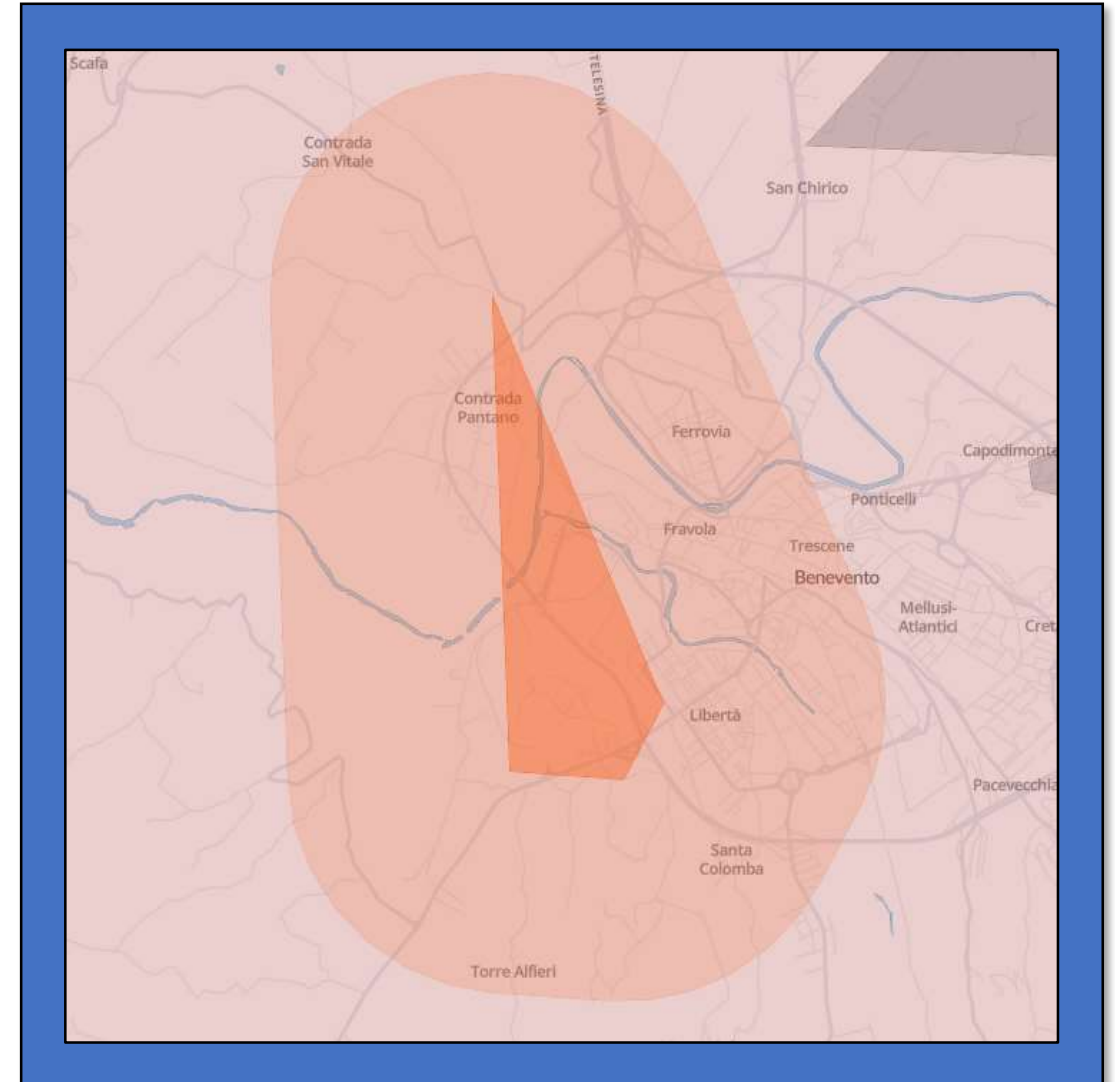 Scafa
TELESINA
Contrada
San Vitale
San Chirico
Contrada
Pantano
Ferrovia
Capodimonte
Ponticelli
Fravola
Trescene
Benevento
Mellusi-
Atlantici
Cret
Libertà
Pacevecchia
Santa
Colomba
Torre Alfieri